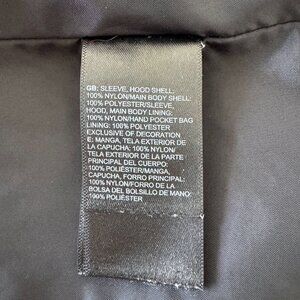 GB: SLEEVE, HOOD SHELL:
100% NYLON/MAIN BODY SHELL:
100% POLYESTER/SLEEVE,
HOOD, MAIN BODY LINING:
100% NYLON/HAND POCKET BAG
LINING: 100% POLYESTER
EXCLUSIVE OF DECORATION
E: MANGA, TELA EXTERIOR DE
LA CAPUCHA: 100% NYLON/
TELA EXTERIOR DE LA PARTE
PRINCIPAL DEL CUERPO:
100% POLIÉSTER/MANGA,
CAPUCHA, FORRO PRINCIPAL:
100% NYLON/FORRO DE LA
BOLSA DEL BOLSILLO DE MANO:
100% POLIÉSTER